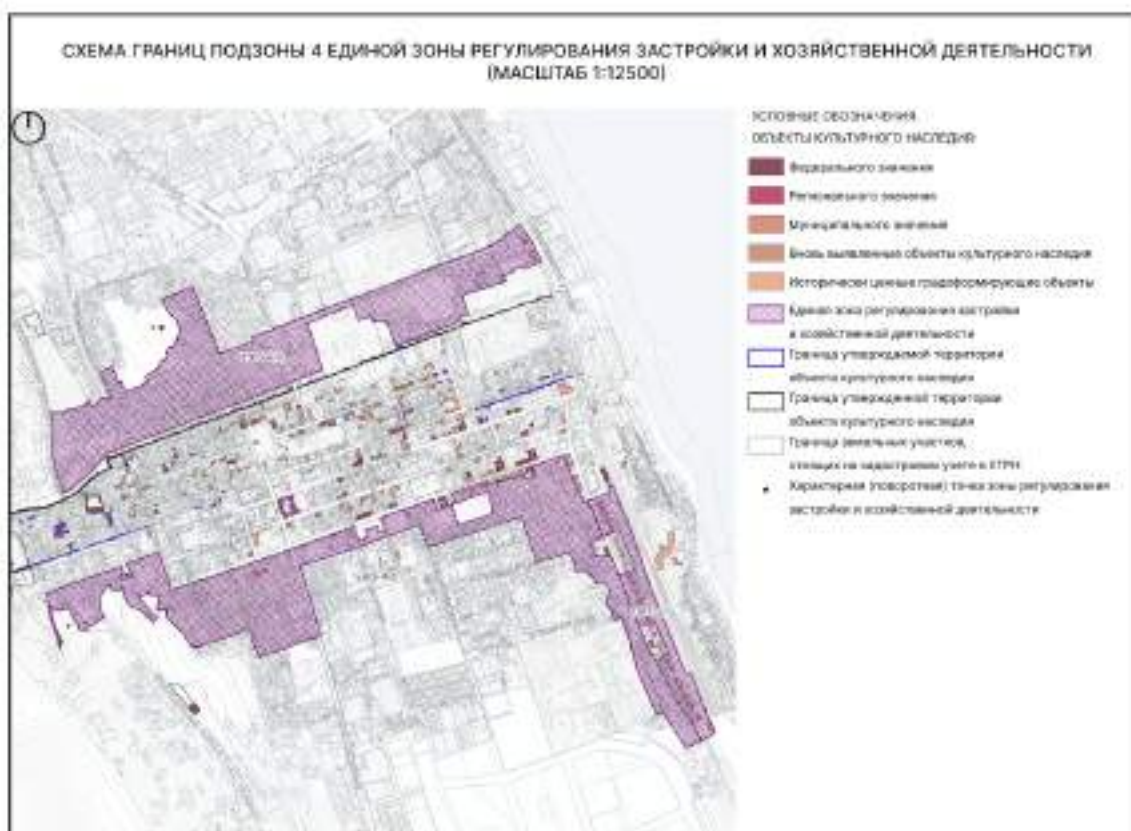 СХЕМА ГРАНИЦ ПОДЗОНЫ 4 ЕДИНОЙ ЗОНЫ РЕГУЛИРОВАНИЯ ЗАСТРОЙКИ И ХОЗЯЙСТВЕННОЙ ДЕЯТЕЛЬНОСТИ
(МАСШТАБ 1:12500)
УСЛОВНЫЕ ОБОЗНАЧЕНИЯ
ОБЪЕКТЫ КУЛЬТУРНОГО НАСЛЕДИЯ
Федерального значения
Регионального значения
Муниципального значения
Вновь выявленные объекты культурного наследия
Исторически ценные градоформирующие объекты
Единая зона регулирования застройки
и хозяйственной деятельности
Граница утверждаемой территории
объекта культурного наследия
Граница утвержденной территории
объекта культурного наследия
Граница земельных участков,
стоящих на кадастровом учете в ЕГРН
Характерная (поворотная) точка зоны регулирования
застройки и хозяйственной деятельности